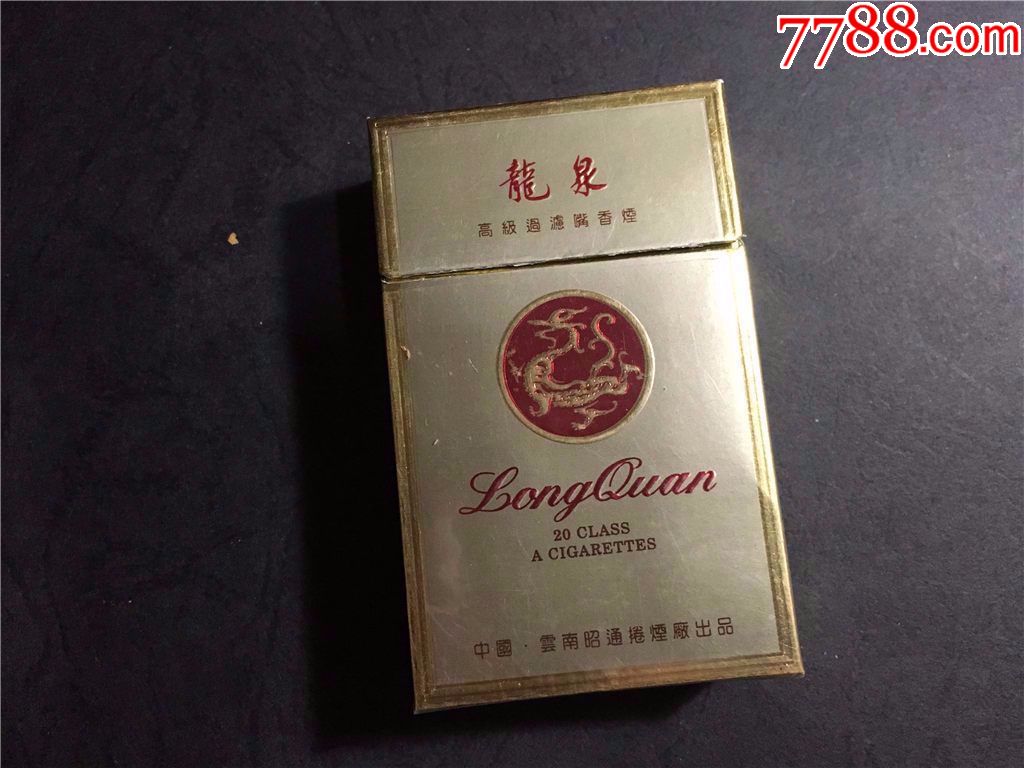 7788.com
龍泉
高級過濾嘴香煙
LongQuan
20 CLASS
A CIGARETTES
中國·雲南昭通捲煙廠出品